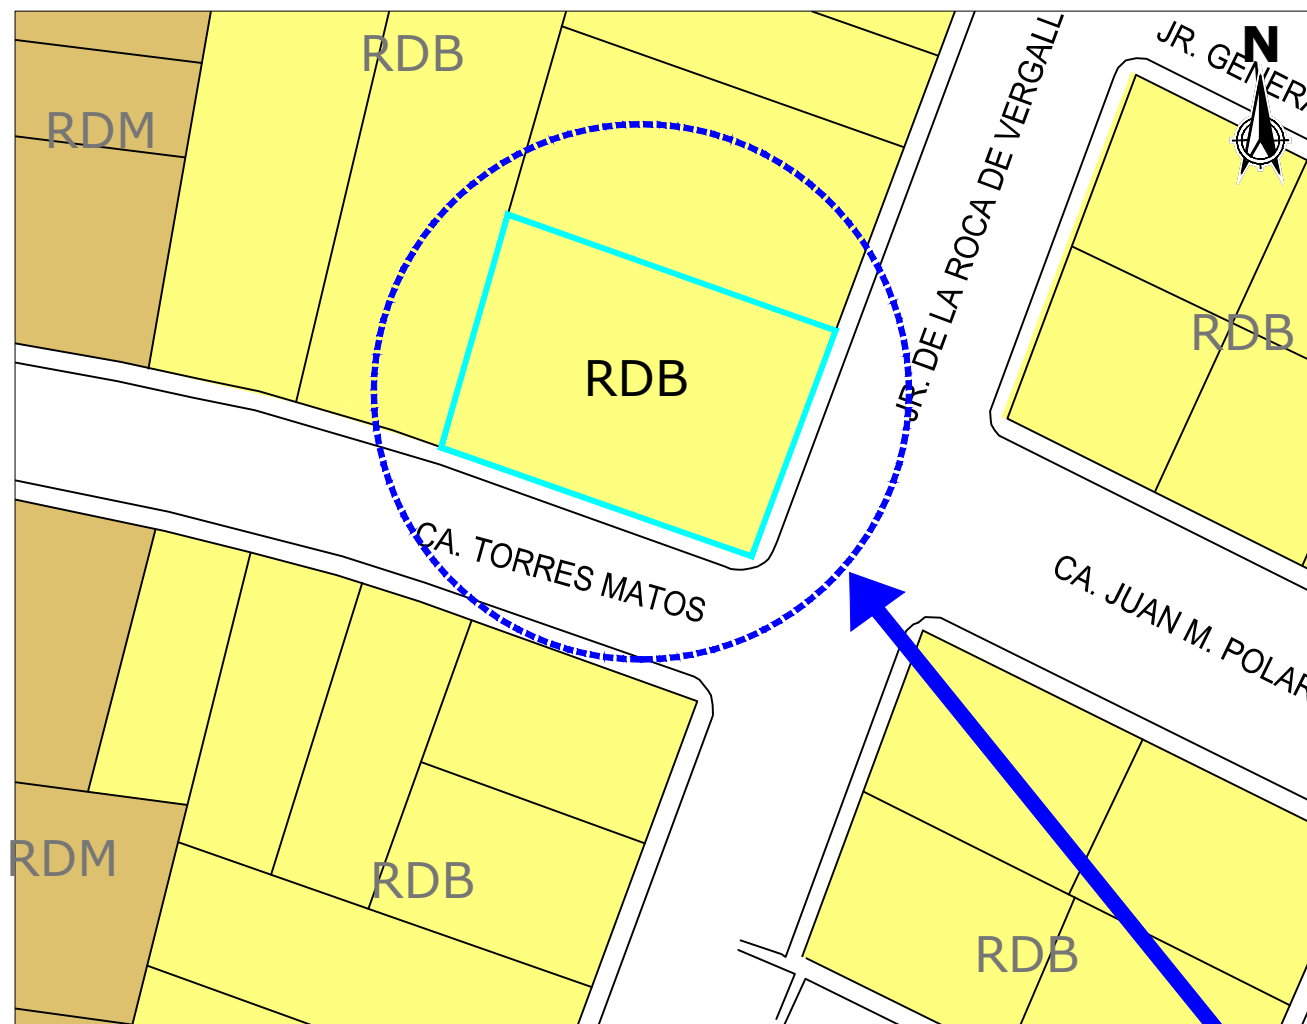 RDB
RDM
JR. GENERA
N
JR. DE LA ROCA DE VERGALL
RDB
RDB
CA. TORRES MATOS
CA. JUAN M. POLAR
RDM
RDB
RDB